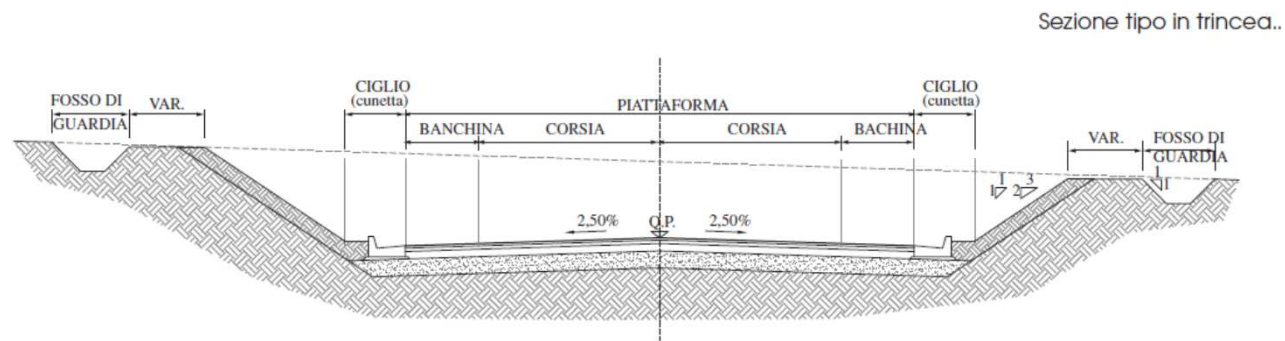 Sezione tipo in trincea..
CIGLIO
(cunetta)
CIGLIO
(cunetta)
FOSSO DI
GUARDIA
VAR.
PIATTAFORMA
VAR.
FOSSO DI
GUARDIA
BANCHINA
CORSIA
CORSIA
BACHINA
1
1
2
3
1
1
2,50%
Q.P.
2,50%